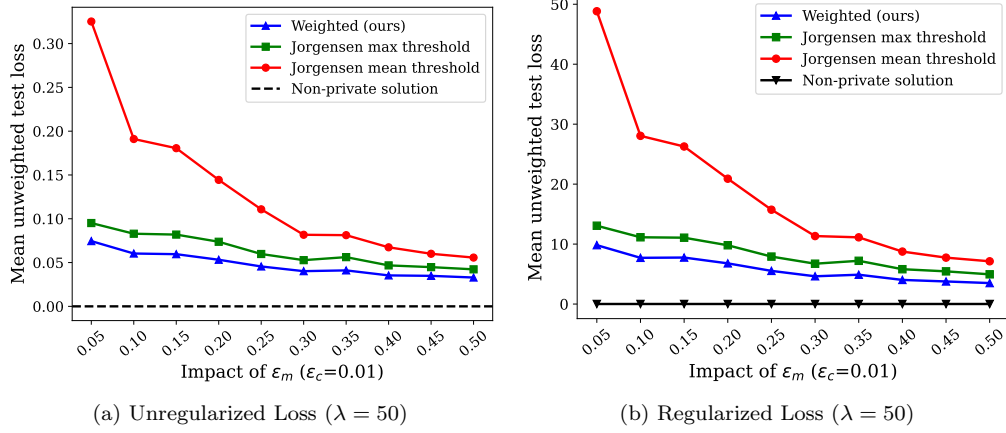 Mean unweighted test loss
0.30
0.25
0.20
0.15
0.10
0.05
0.00
Weighted (ours)
Jorgensen max threshold
Jorgensen mean threshold
Non-private solution
0.05 0.10 0.15 0.20 0.25 0.30 0.35 0.40 0.45 0.50
Impact of ε_m (ε_c=0.01)
(a) Unregularized Loss (λ = 50)
Mean unweighted test loss
50
40
30
20
10
0
Weighted (ours)
Jorgensen max threshold
Jorgensen mean threshold
Non-private solution
0.05 0.10 0.15 0.20 0.25 0.30 0.35 0.40 0.45 0.50
Impact of ε_m (ε_c=0.01)
(b) Regularized Loss (λ = 50)